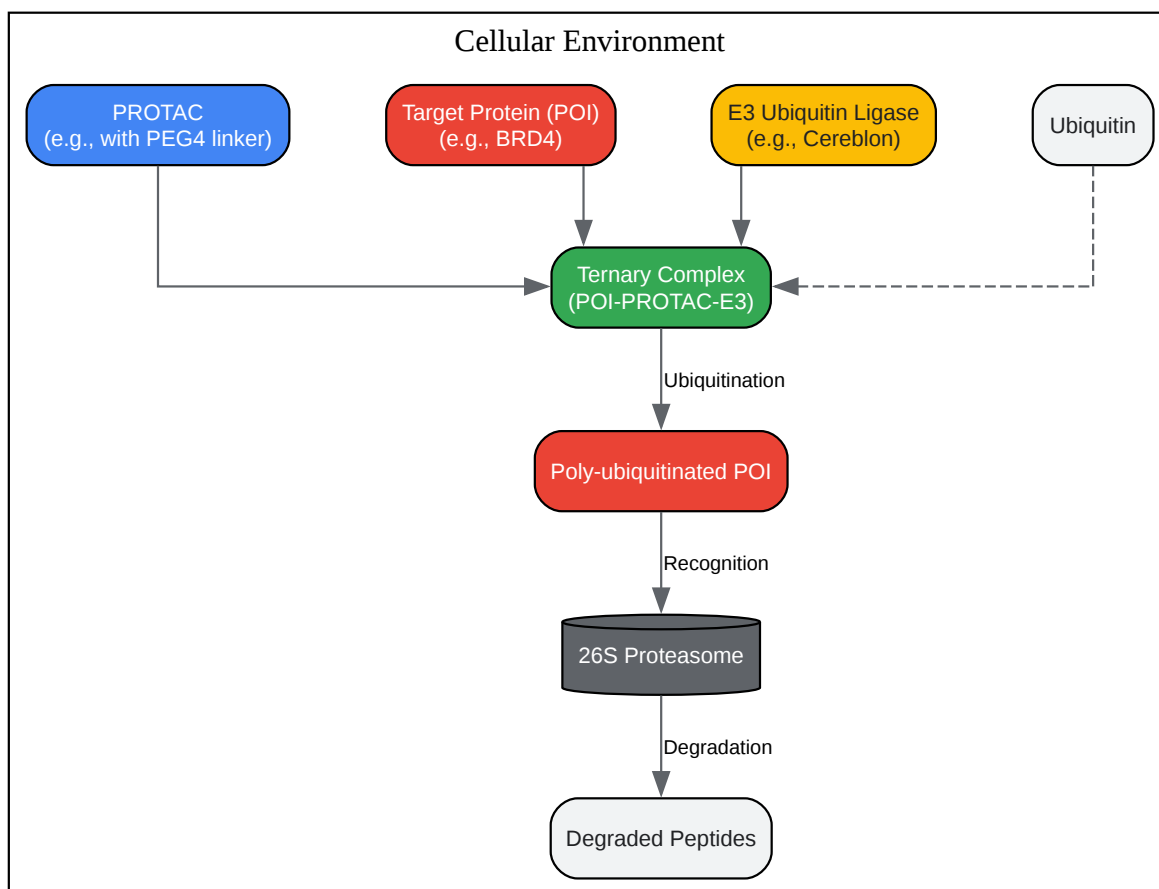 Cellular Environment
PROTAC
(e.g., with PEG4 linker)
Target Protein (POI)
(e.g., BRD4)
E3 Ubiquitin Ligase
(e.g., Cereblon)
Ubiquitin
Ternary Complex
(POI-PROTAC-E3)
Ubiquitination
Poly-ubiquitinated POI
Recognition
26S Proteasome
Degradation
Degraded Peptides